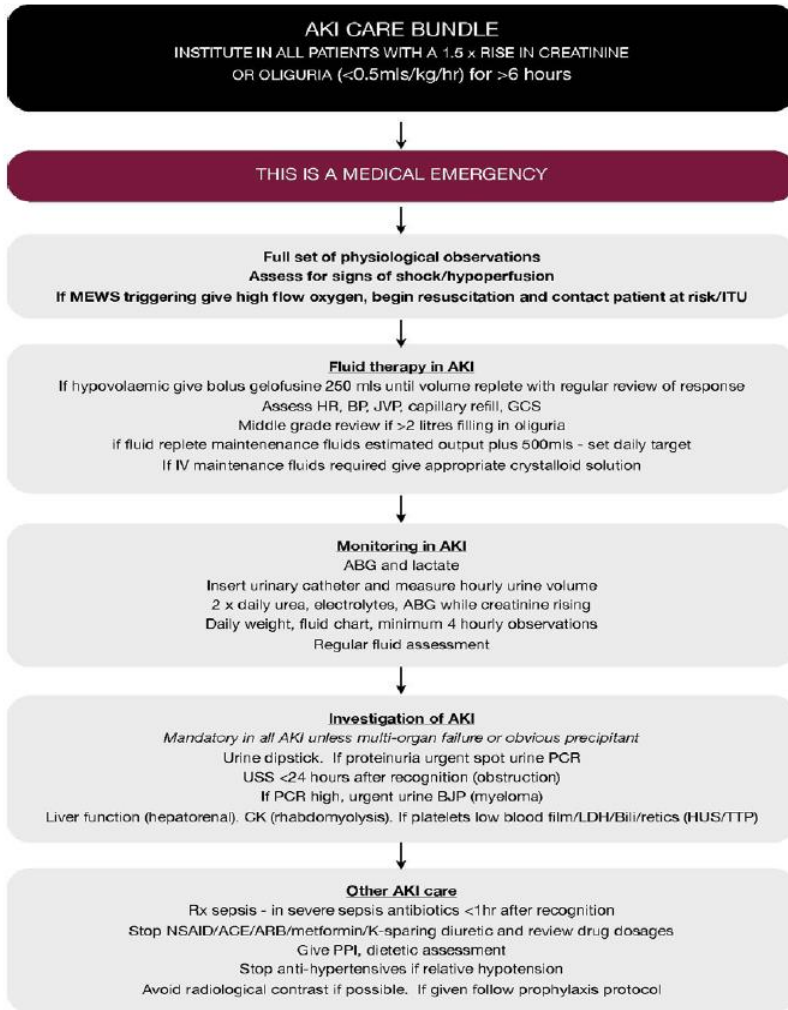 AKI CARE BUNDLE
INSTITUTE IN ALL PATIENTS WITH A 1.5 x RISE IN CREATININE
OR OLIGURIA (<0.5mls/kg/hr) for >6 hours
THIS IS A MEDICAL EMERGENCY
Full set of physiological observations
Assess for signs of shock/hypoperfusion
If MEWS triggering give high flow oxygen, begin resuscitation and contact patient at risk/ITU
Fluid therapy in AKI
If hypovolaemic give bolus gelofusine 250 mls until volume replete with regular review of response
Assess HR, BP, JVP, capillary refill, GCS
Middle grade review if >2 litres filling in oliguria
if fluid replete maintenenance fluids estimated output plus 500mls - set daily target
If IV maintenance fluids required give appropriate crystalloid solution
Monitoring in AKI
ABG and lactate
Insert urinary catheter and measure hourly urine volume
2 x daily urea, electrolytes, ABG while creatinine rising
Daily weight, fluid chart, minimum 4 hourly observations
Regular fluid assessment
Investigation of AKI
Mandatory in all AKI unless multi-organ failure or obvious precipitant
Urine dipstick. If proteinuria urgent spot urine PCR
USS <24 hours after recognition (obstruction)
If PCR high, urgent urine BJP (myeloma)
Liver function (hepatorenal). CK (rhabdomyolysis). If platelets low blood film/LDH/Bili/retics (HUS/TTP)
Other AKI care
Rx sepsis - in severe sepsis antibiotics <1hr after recognition
Stop NSAID/ACE/ARB/metformin/K-sparing diuretic and review drug dosages
Give PPI, dietetic assessment
Stop anti-hypertensives if relative hypotension
Avoid radiological contrast if possible. If given follow prophylaxis protocol